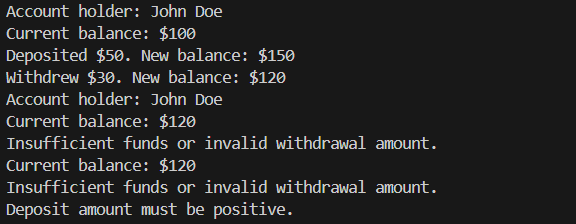 Account holder: John Doe
Current balance: $100
Deposited $50. New balance: $150
Withdrew $30. New balance: $120
Account holder: John Doe
Current balance: $120
Insufficient funds or invalid withdrawal amount.
Current balance: $120
Insufficient funds or invalid withdrawal amount.
Deposit amount must be positive.